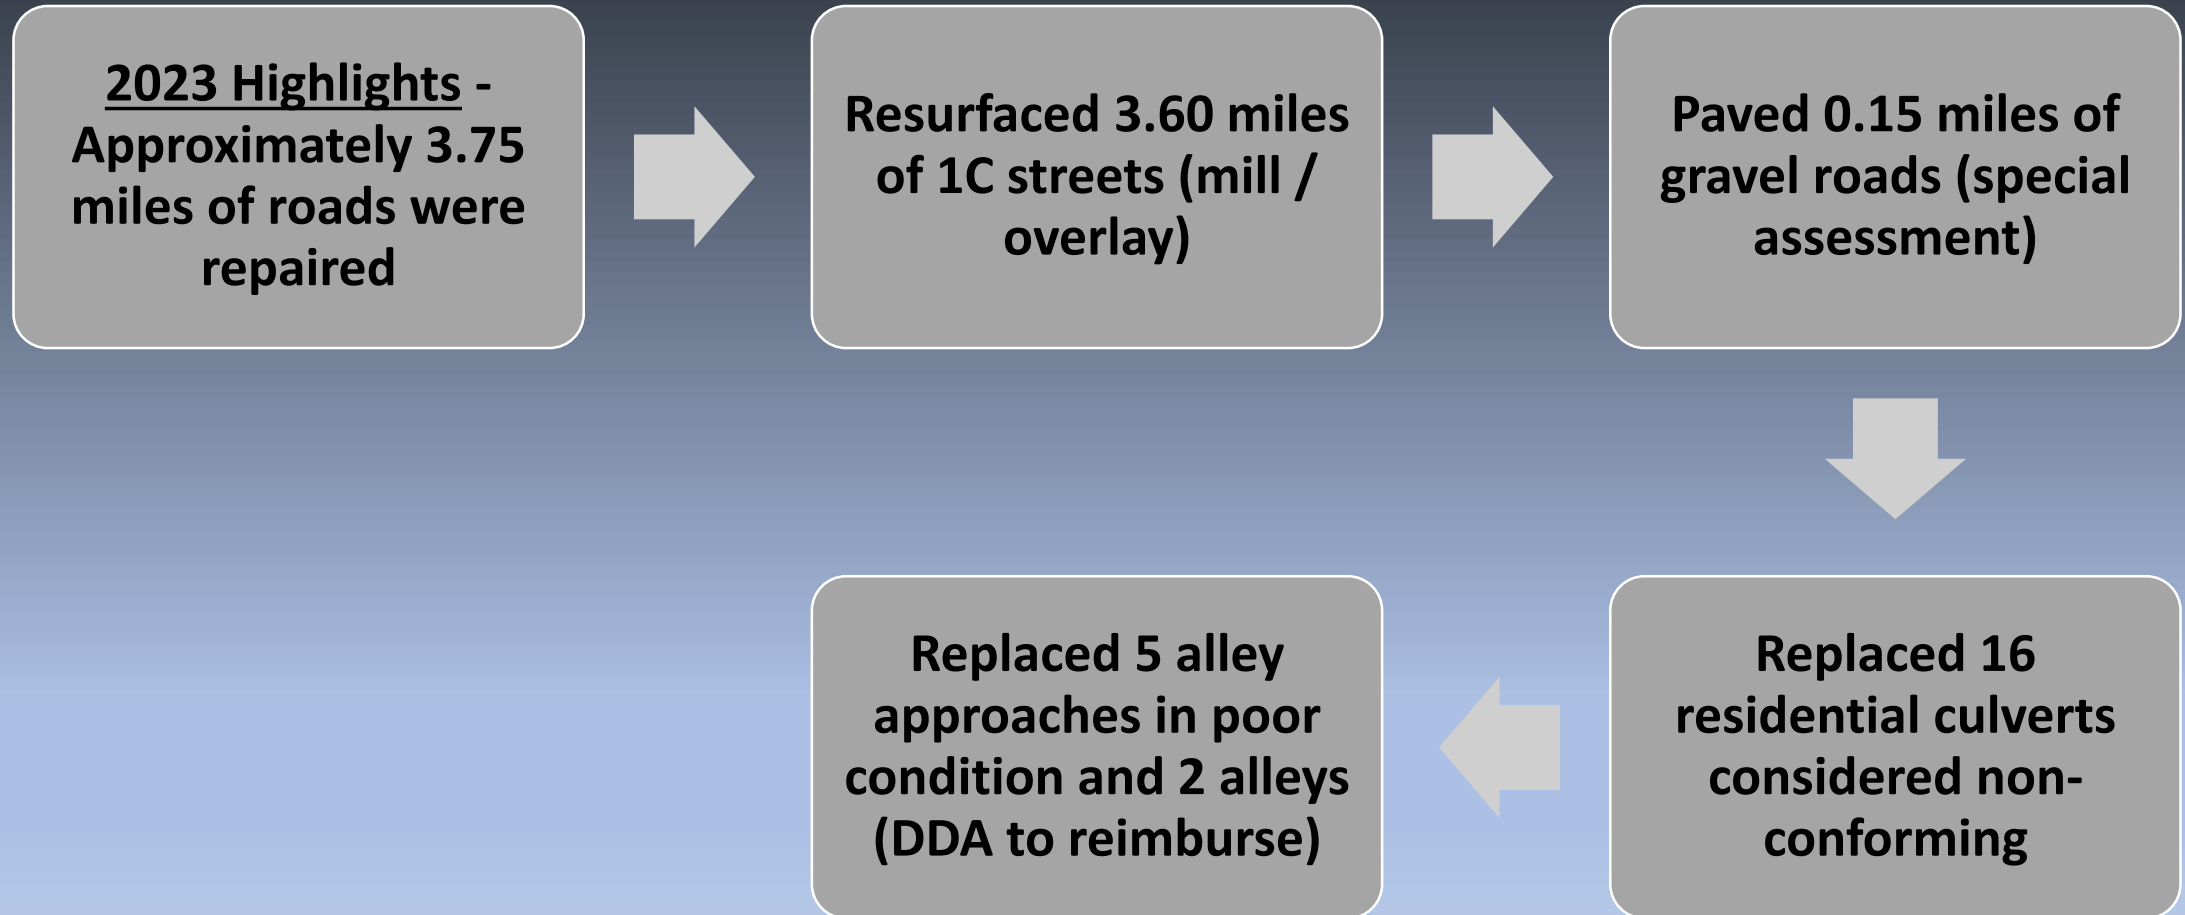 2023 Highlights -
Approximately 3.75
miles of roads were
repaired
Resurfaced 3.60 miles
of 1C streets (mill /
overlay)
Paved 0.15 miles of
gravel roads (special
assessment)
Replaced 16
residential culverts
considered non-
conforming
Replaced 5 alley
approaches in poor
condition and 2 alleys
(DDA to reimburse)